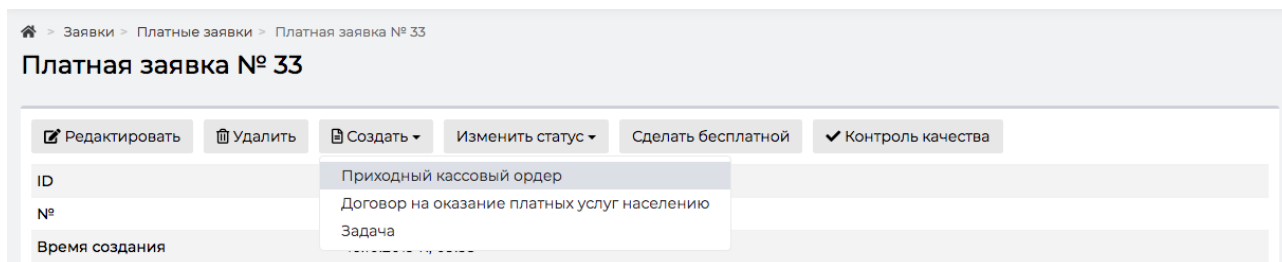 > Заявки > Платные заявки > Платная заявка № 33
Платная заявка № 33
Редактировать Удалить Создать Изменить статус Сделать бесплатной Контроль качества
ID
Приходный кассовый ордер
№
Договор на оказание платных услуг населению
Задача
Время создания